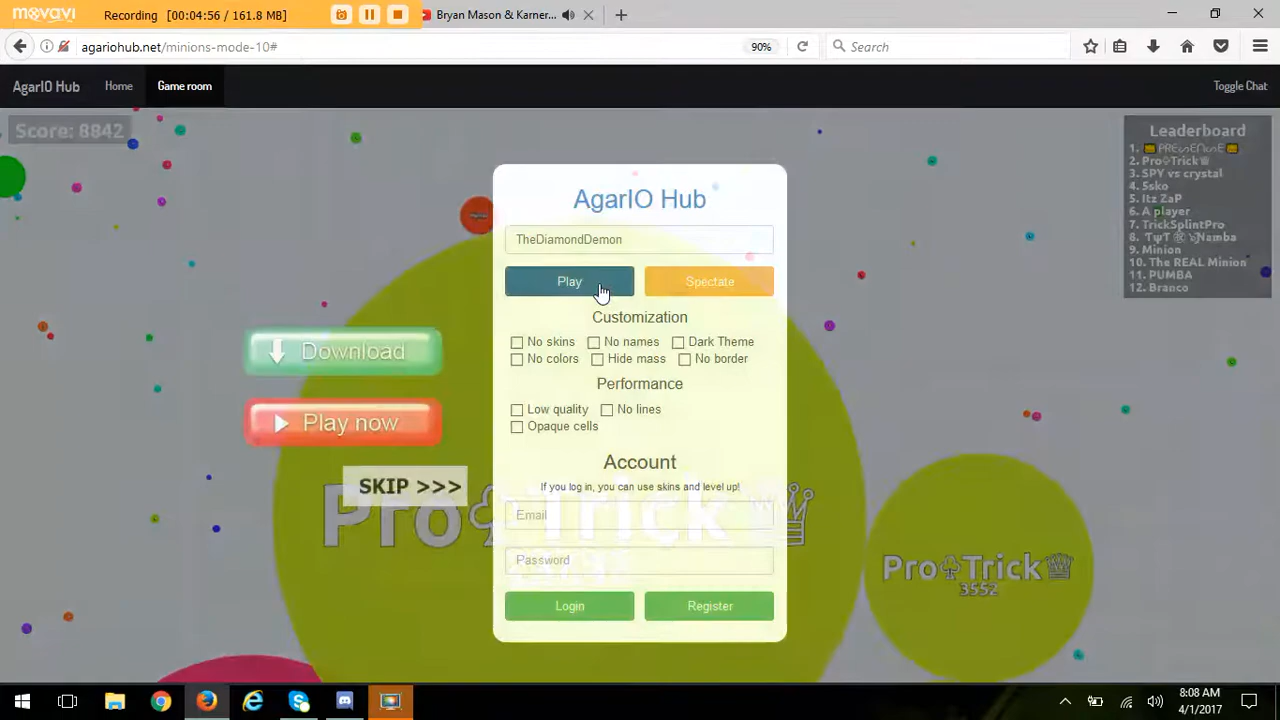 movavi
Recording [00:04:56 / 161.8 MB]
Bryan Mason & Karner...
agariohub.net/minions-mode-10#
90%
Search
AgarIO Hub
Home
Game room
Toggle Chat
Score: 8842
Leaderboard
2. Pro♧Trick♕
3. SPY vs crystal
4. Ssko
5. Itz ZaP
6. A player
7. TrickSplintPro
9. Minion
10. The REAL Minion
11. PUMBA
12. Branco
AgarIO Hub
TheDiamondDemon
Play
Spectate
Customization
No skins
No names
Dark Theme
No colors
Hide mass
No border
Performance
Low quality
No lines
Opaque cells
Account
If you log in, you can use skins and level up!
Email
Password
Login
Register
Download
Play now
SKIP >>>
Pro♧Trick♕
Pro♧Trick♕
3552
8:08 AM
4/1/2017